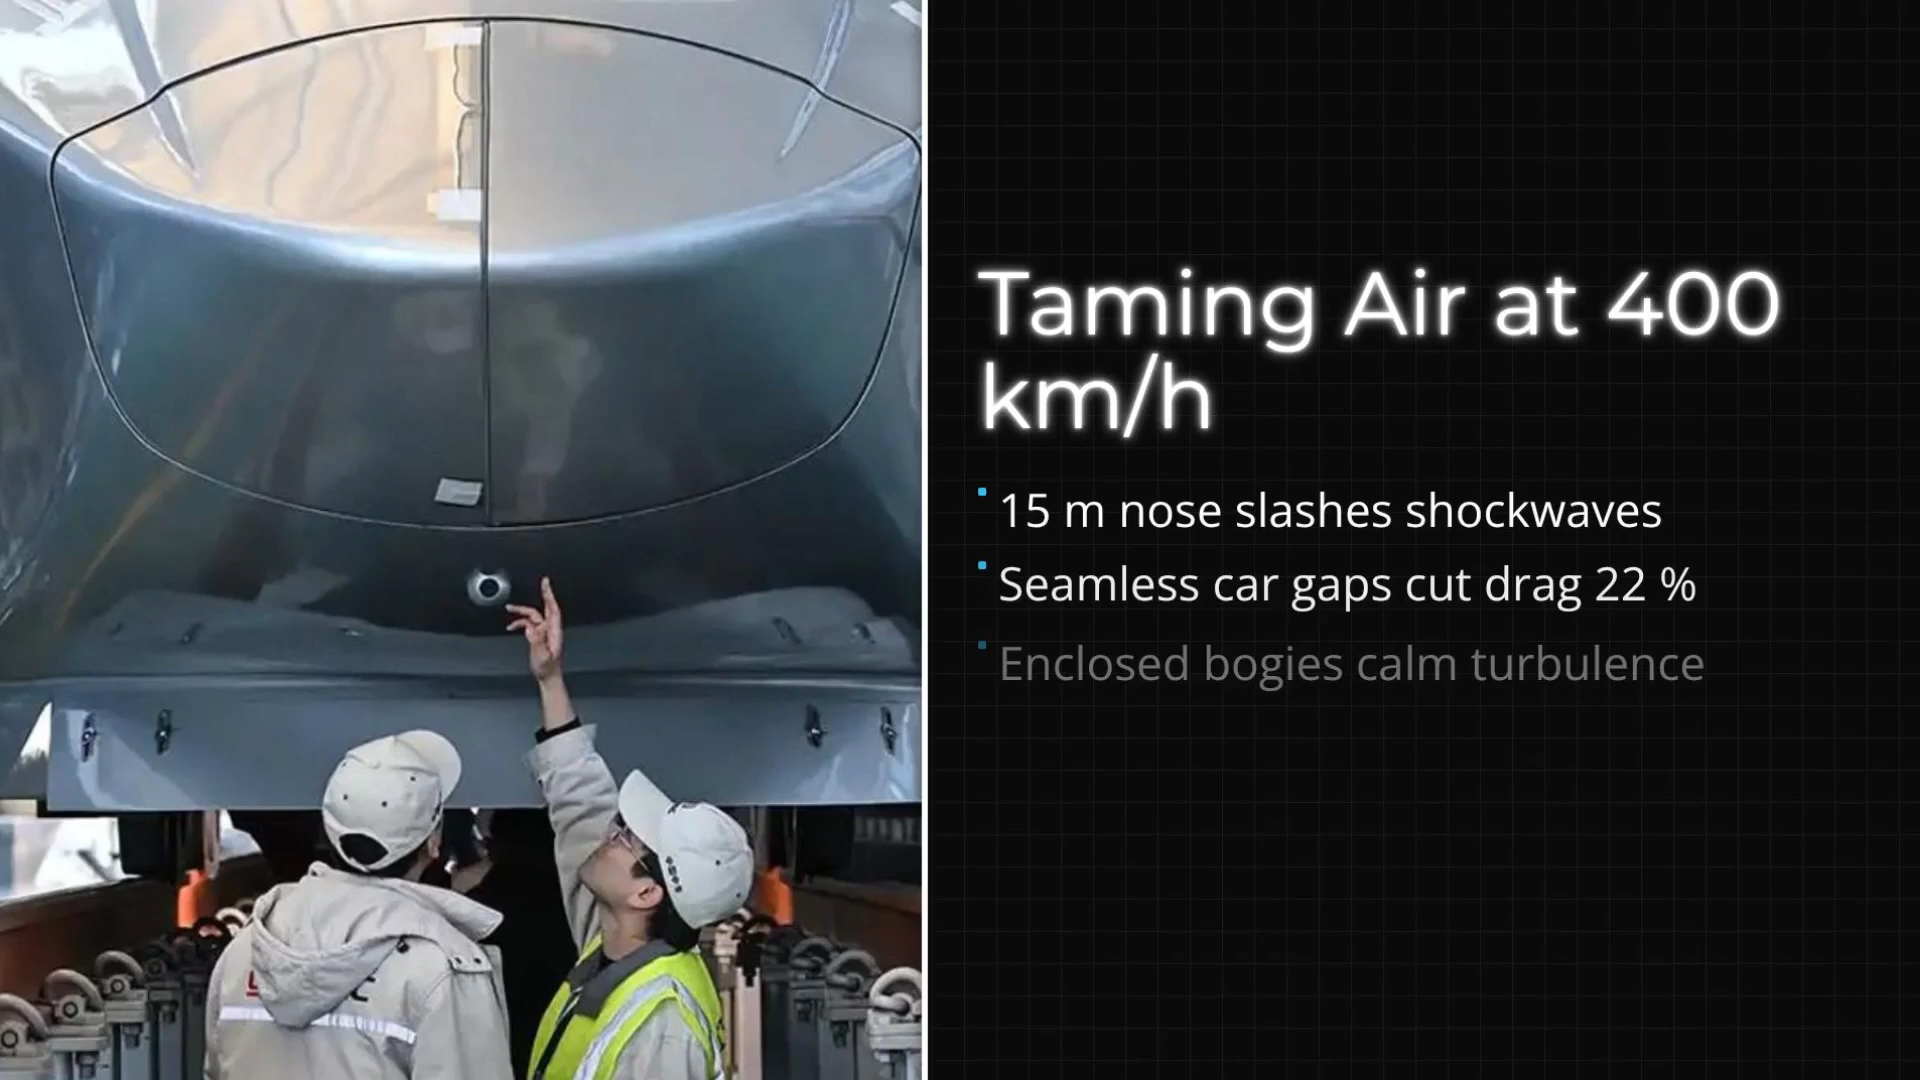 Taming Air at 400
km/h
15 m nose slashes shockwaves
Seamless car gaps cut drag 22 %
Enclosed bogies calm turbulence